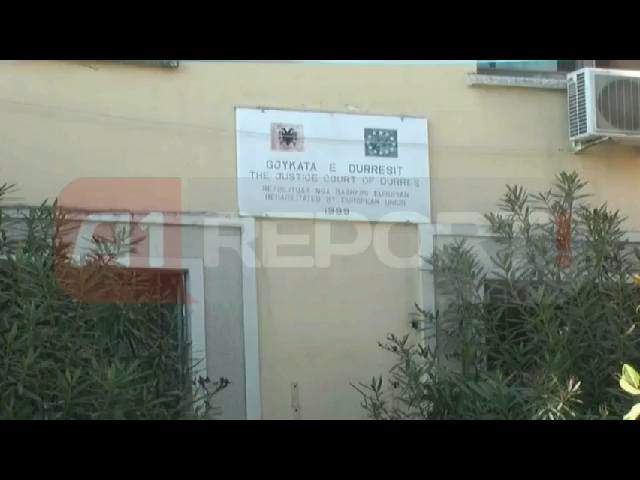 GJYKATA E DURRESIT
THE JUSTICE COURT OF DURRES
REHABILITUAR NGA BASHKIMI EUROPIAN
REHABILITATED BY EUROPEAN UNION
1999
A1 REPORT